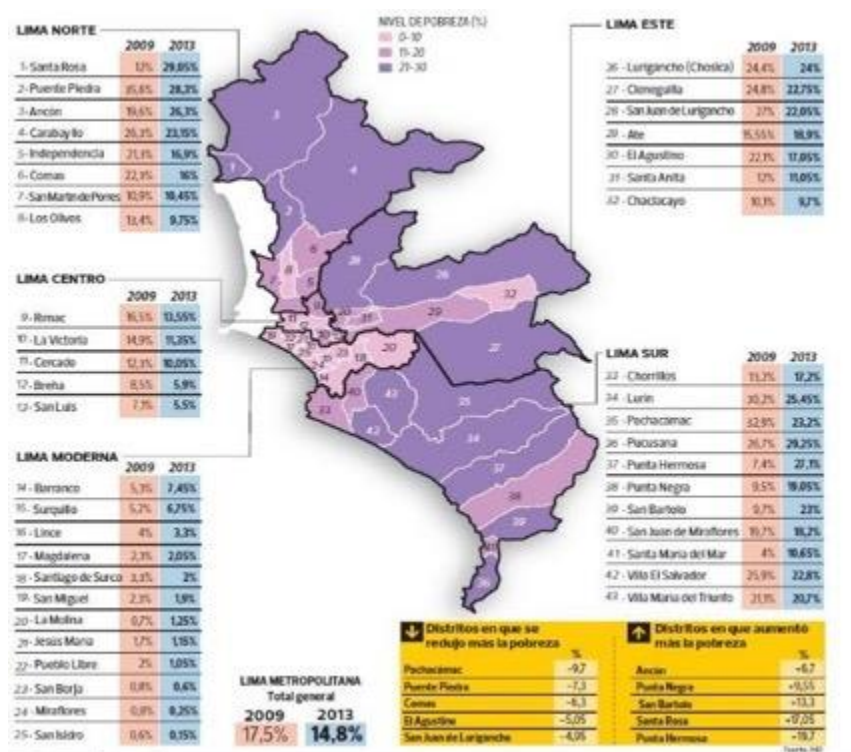 NIVEL DE POBREZA (%)
0-10
11-20
21-30
LIMA NORTE
2009 2013
1-Santa Rosa 12% 29,05%
2-Puente Piedra 35,6% 28,3%
3-Ancón 19,6% 26,3%
4-Carabayllo 26,3% 23,15%
5-Independencia 21,3% 16,9%
6-Comas 22,3% 16%
7-San Martín de Porres 10,9% 10,45%
8-Los Olivos 13,4% 9,75%
LIMA CENTRO
2009 2013
9-Rímac 16,5% 13,55%
10-La Victoria 14,9% 11,35%
11-Cercado 12,3% 10,05%
12-Breña 8,5% 5,9%
13-San Luis 7,1% 5,5%
LIMA MODERNA
2009 2013
14-Barranco 5,3% 7,45%
15-Surquillo 5,2% 6,75%
16-Lince 4% 3,3%
17-Magdalena 2,3% 2,05%
18-Santiago de Surco 3,3% 2%
19-San Miguel 2,3% 1,9%
20-La Molina 0,7% 1,25%
21-Jesús María 1,7% 1,15%
22-Pueblo Libre 2% 1,05%
23-San Borja 0,8% 0,6%
24-Miraflores 0,8% 0,25%
25-San Isidro 0,6% 0,15%
LIMA METROPOLITANA
Total general
2009 2013
17,5% 14,8%
LIMA ESTE
2009 2013
26-Lurigancho (Chosica) 24,4% 24%
27-Cieneguilla 24,8% 22,75%
28-San Juan de Lurigancho 27% 22,05%
29-Ate 15,55% 18,9%
30-El Agustino 22,1% 17,05%
31-Santa Anita 12% 11,05%
32-Chaclacayo 10,1% 9,7%
LIMA SUR
2009 2013
33-Chorrillos 17,2%
34-Lurín 30,2% 25,45%
35-Pachacámac 32,9% 23,2%
36-Pucusana 26,7% 29,25%
37-Punta Hermosa 7,4% 27,1%
38-Punta Negra 9,5% 19,05%
39-San Bartolo 9,7% 23%
40-San Juan de Miraflores 19,7% 18,2%
41-Santa María del Mar 4% 10,65%
42-Villa El Salvador 25,9% 22,8%
43-Villa María del Triunfo 21,1% 20,7%
Distritos en que se
redujo más la pobreza
%
Pachacámac -9,7
Puente Piedra -7,3
Comas -6,3
El Agustino -5,05
San Juan de Lurigancho -4,95
Distritos en que aumentó
más la pobreza
%
Ancón +6,7
Punta Negra +9,55
San Bartolo +13,3
Santa Rosa +17,05
Punta Hermosa +19,7